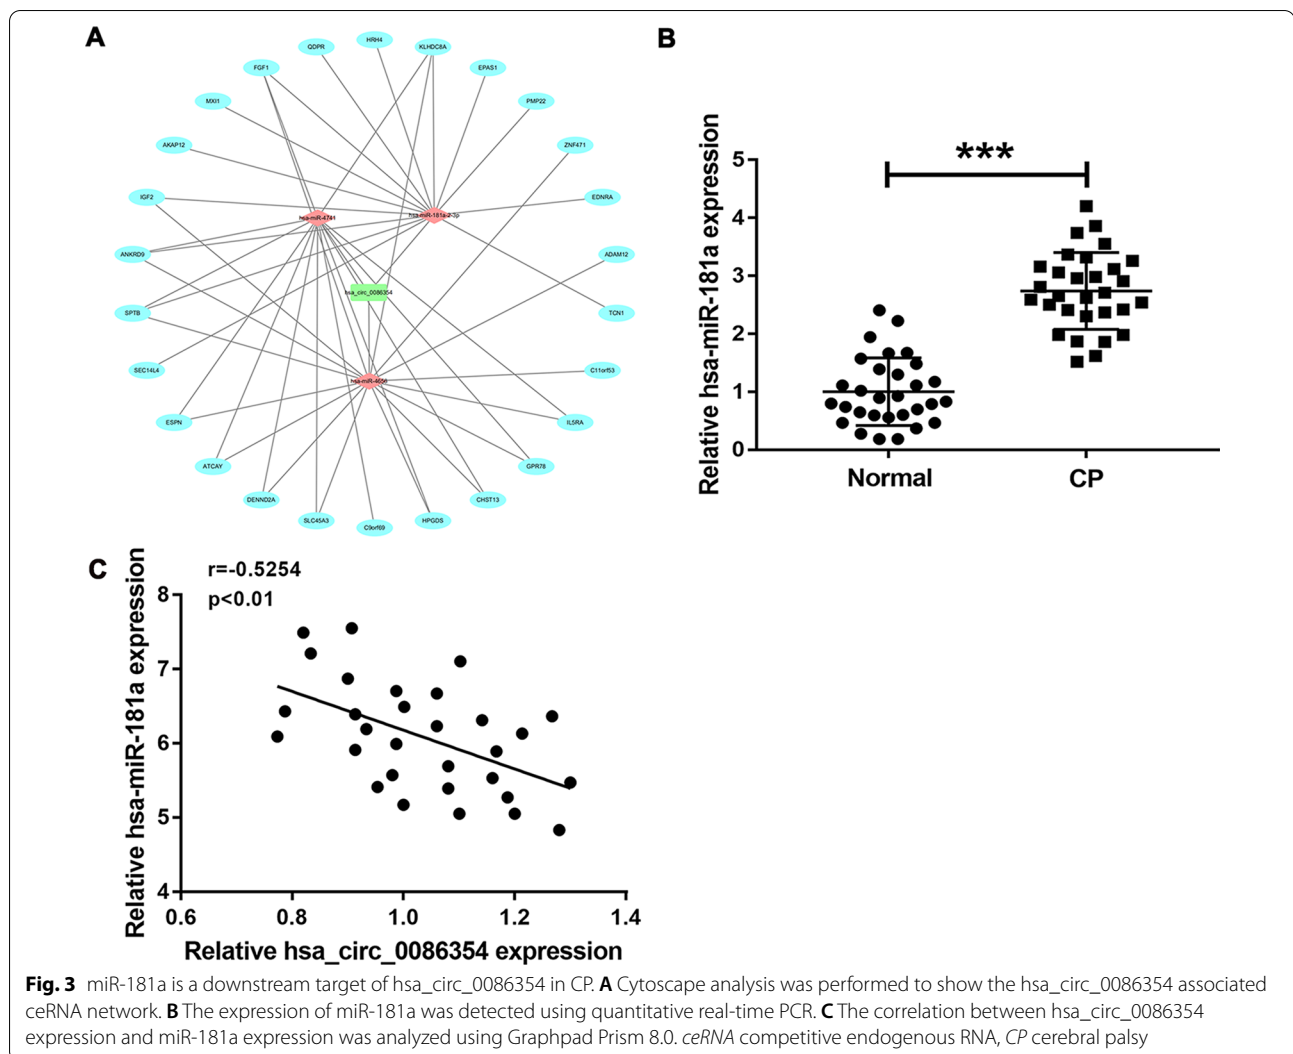 A
HRH4
QDPR
KLHDC8A
FGF1
EPAS1
MXI1
PMP22
AKAP12
ZNF471
IGF2
EDNRA
hsa-miR-4741
hsa-miR-181a-2-3p
ANKRD9
ADAM12
hsa_circ_0086354
SPTB
TCN1
SEC14L4
C11orf53
hsa-miR-4656
ESPN
IL5RA
ATCAY
GPR78
DENND2A
CHST13
SLC45A3
C9orf69
HPGDS
B
Relative hsa-miR-181a expression
5
4
3
2
1
0
***
Normal CP
C
r=-0.5254
p<0.01
Relative hsa-miR-181a expression
8
7
6
5
4
0.6 0.8 1.0 1.2 1.4
Relative hsa_circ_0086354 expression
Fig. 3 miR-181a is a downstream target of hsa_circ_0086354 in CP. A Cytoscape analysis was performed to show the hsa_circ_0086354 associated
ceRNA network. B The expression of miR-181a was detected using quantitative real-time PCR. C The correlation between hsa_circ_0086354
expression and miR-181a expression was analyzed using Graphpad Prism 8.0. ceRNA competitive endogenous RNA, CP cerebral palsy